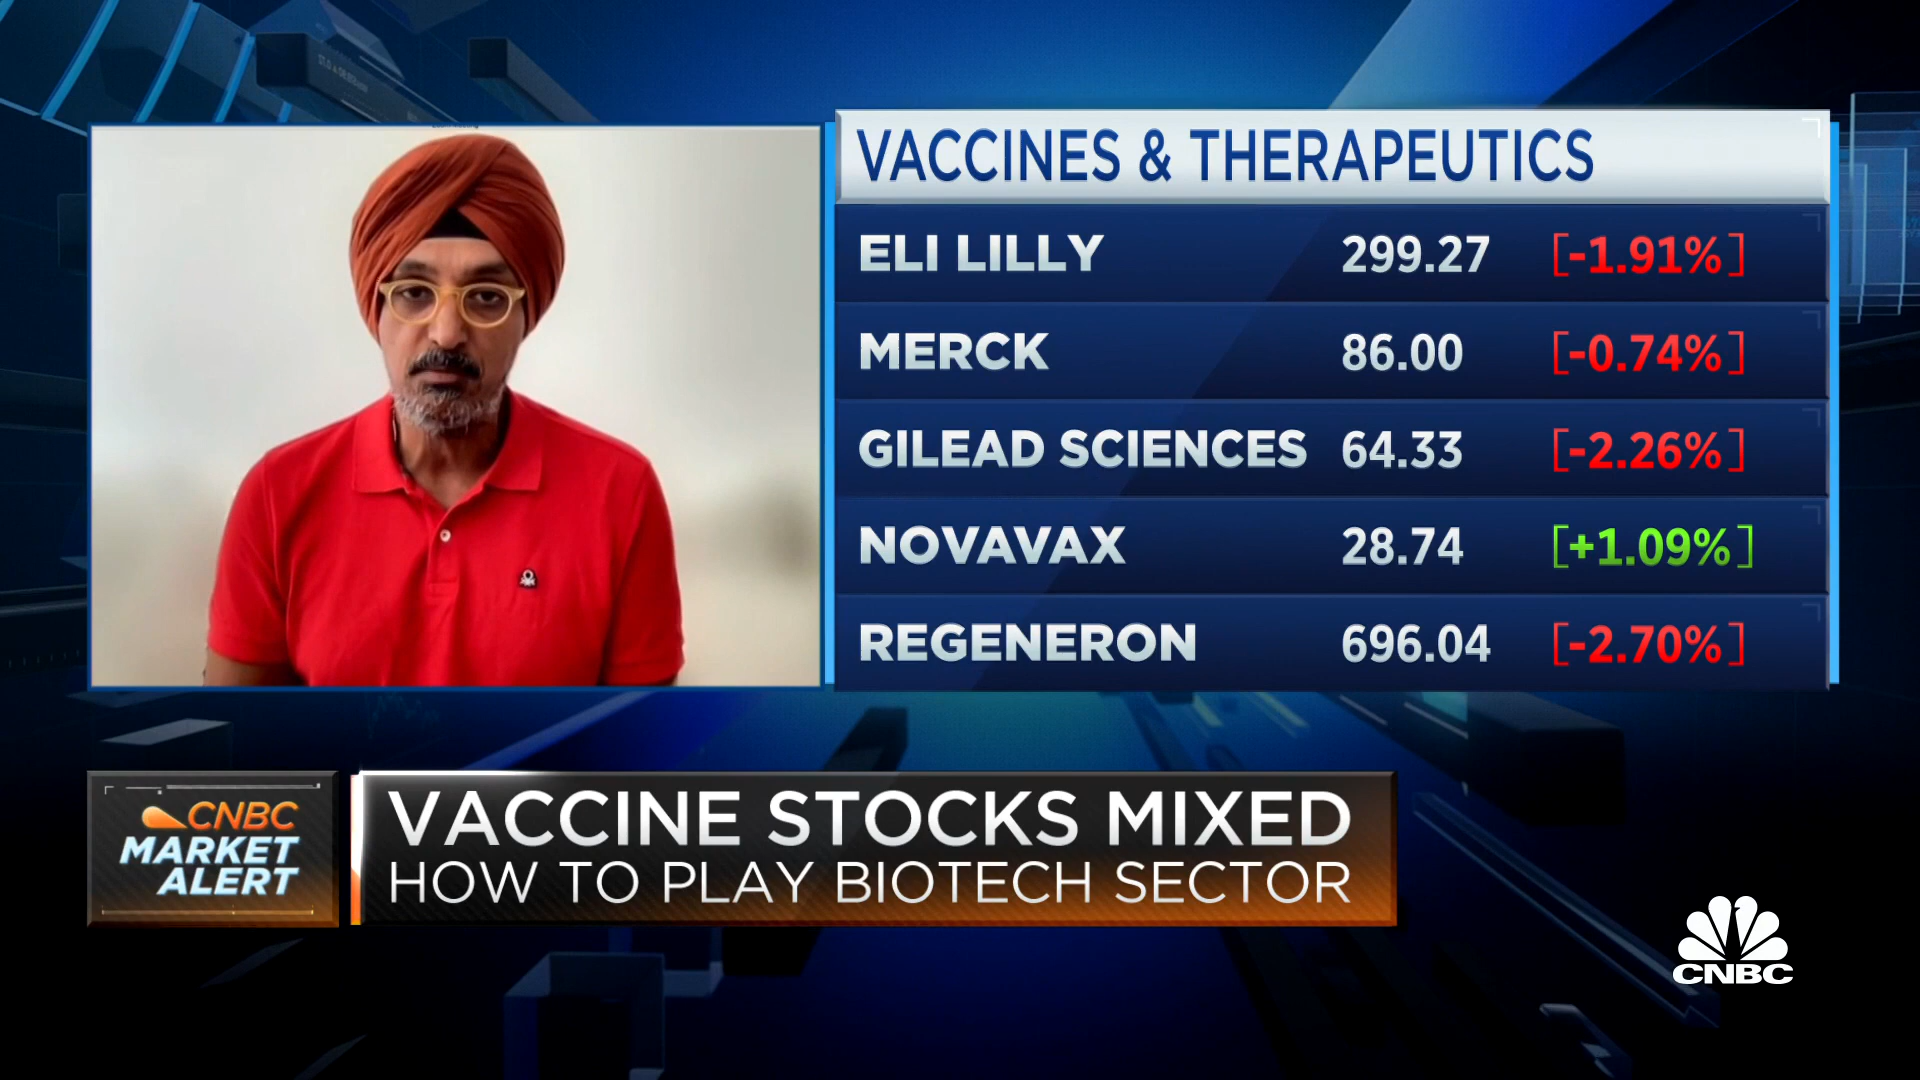 VACCINES & THERAPEUTICS
ELI LILLY 299.27 [-1.91%]
MERCK 86.00 [-0.74%]
GILEAD SCIENCES 64.33 [-2.26%]
NOVAVAX 28.74 [+1.09%]
REGENERON 696.04 [-2.70%]
CNBC
MARKET
ALERT
VACCINE STOCKS MIXED
HOW TO PLAY BIOTECH SECTOR
CNBC